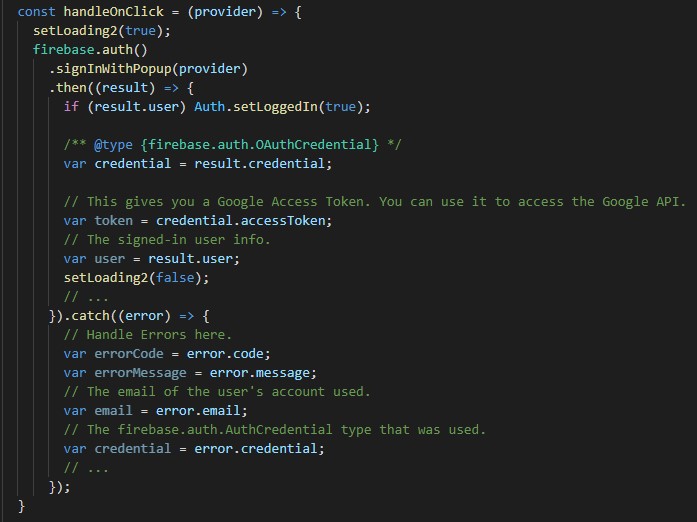 const handleOnClick = (provider) => {
setLoading2(true);
firebase.auth()
.signInWithPopup(provider)
.then((result) => {
if (result.user) Auth.setLoggedIn(true);
/** @type {firebase.auth.OAuthCredential} */
var credential = result.credential;
// This gives you a Google Access Token. You can use it to access the Google API.
var token = credential.accessToken;
// The signed-in user info.
var user = result.user;
setLoading2(false);
// ...
}).catch((error) => {
// Handle Errors here.
var errorCode = error.code;
var errorMessage = error.message;
// The email of the user's account used.
var email = error.email;
// The firebase.auth.AuthCredential type that was used.
var credential = error.credential;
// ...
});
}